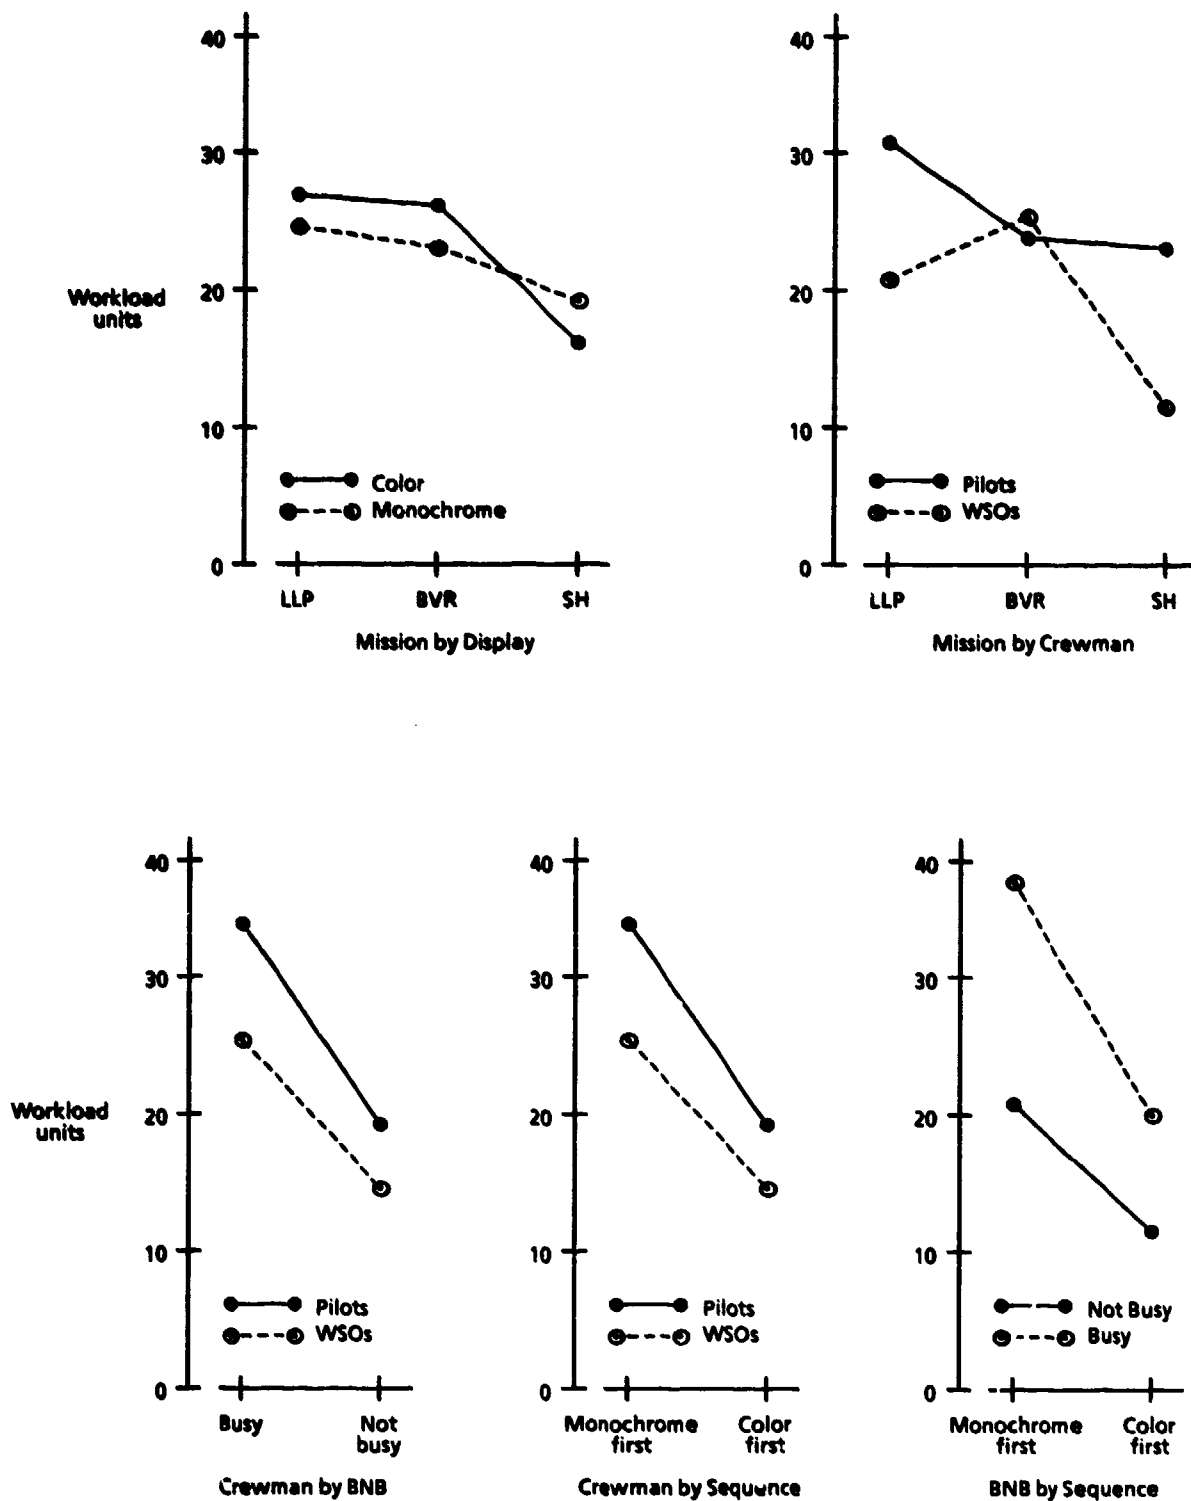 40
30
20
10
0
Workload
units
Color
Monochrome
LLP BVR SH
Mission by Display
40
30
20
10
0
Pilots
WSOs
LLP BVR SH
Mission by Crewman
40
30
20
10
0
Workload
units
Pilots
WSOs
Busy Not
busy
Crewman by BNB
40
30
20
10
0
Pilots
WSOs
Monochrome Color
first first
Crewman by Sequence
40
30
20
10
0
Not Busy
Busy
Monochrome Color
first first
BNB by Sequence